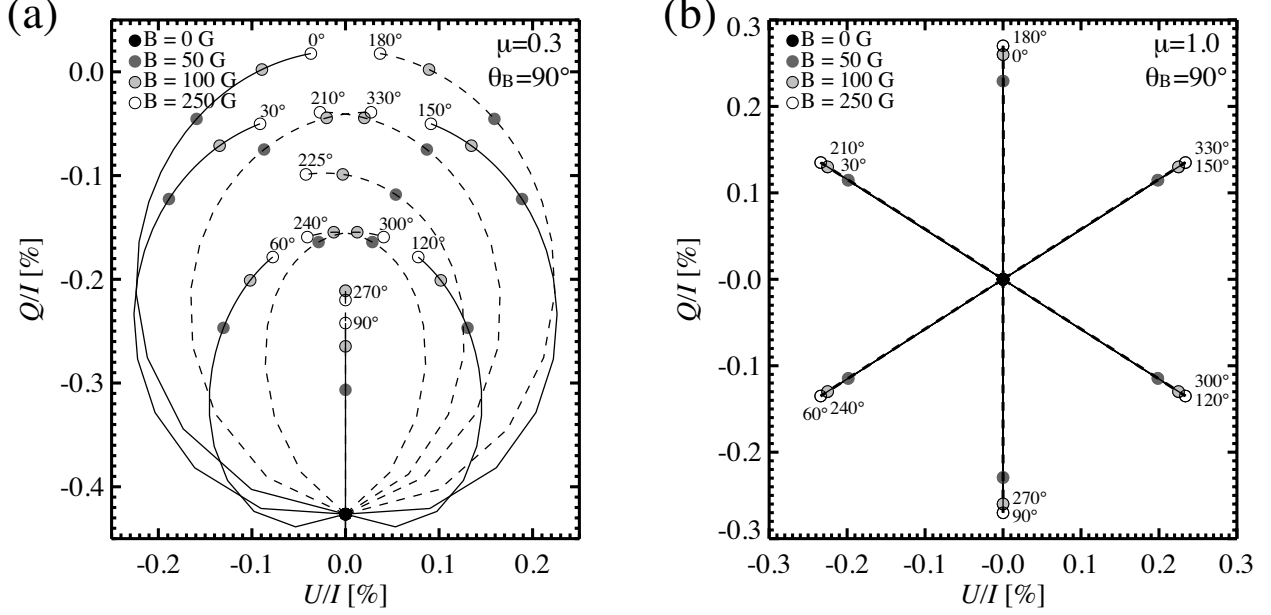 (a)
B = 0 G
B = 50 G
B = 100 G
B = 250 G
μ=0.3
θB=90°
0°
180°
210°
330°
30°
150°
225°
240°
300°
60°
120°
270°
90°
0.0
-0.1
-0.2
-0.3
-0.4
Q/I [%]
-0.2
-0.1
0.0
0.1
0.2
U/I [%]
(b)
B = 0 G
B = 50 G
B = 100 G
B = 250 G
μ=1.0
θB=90°
180°
0°
210°
30°
330°
150°
60°
240°
300°
120°
270°
90°
0.3
0.2
0.1
-0.0
-0.1
-0.2
-0.3
Q/I [%]
-0.3
-0.2
-0.1
-0.0
0.1
0.2
0.3
U/I [%]